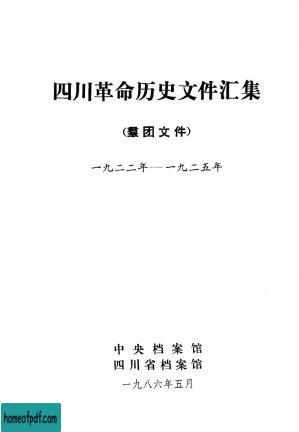 四川革命历史文件汇集
(羣团文件)
一九二二年——一九二五年
中央档案馆
四川省档案馆
一九八六年五月
homeofpdf.com